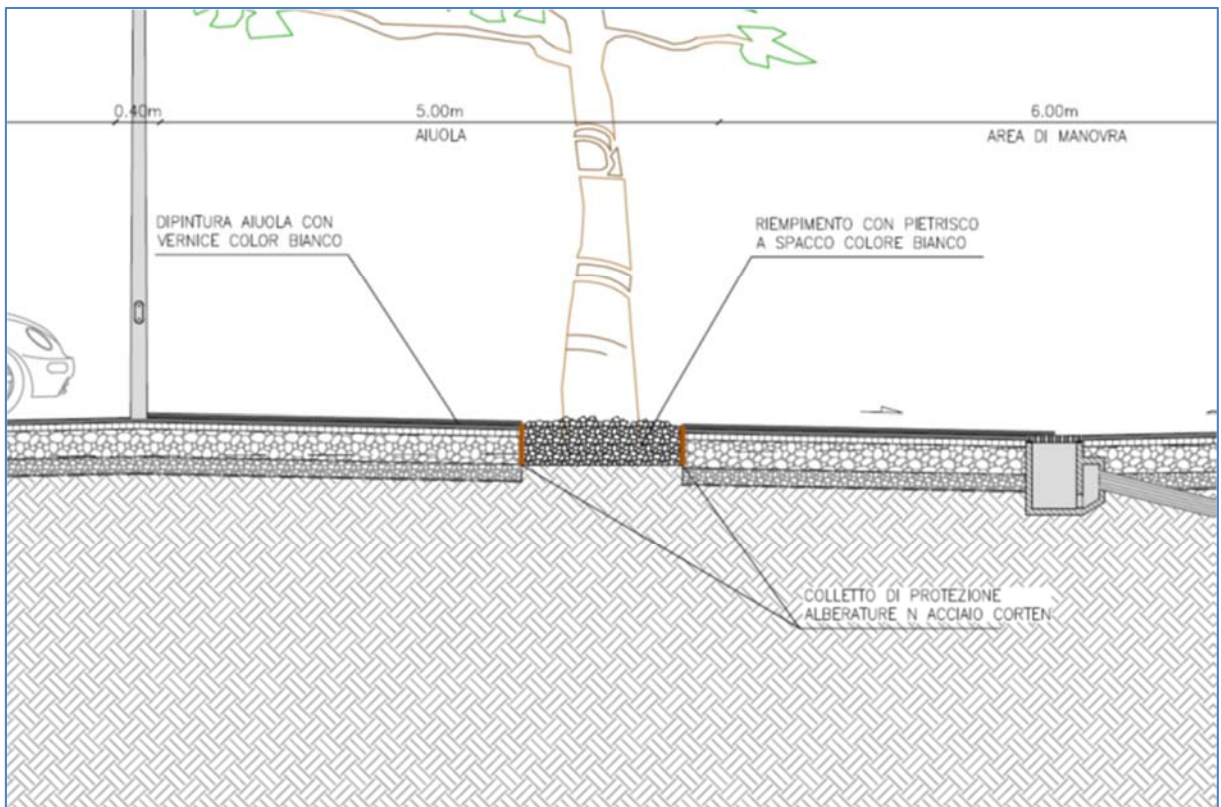 0.40m
5.00m
6.00m
AIUOLA
AREA DI MANOVRA
DIPINTURA AIUOLA CON
VERNICE COLOR BIANCO
RIEMPIMENTO CON PIETRISCO
A SPACCO COLORE BIANCO
COLLETTO DI PROTEZIONE
ALBERATURE N ACCIAIO CORTEN